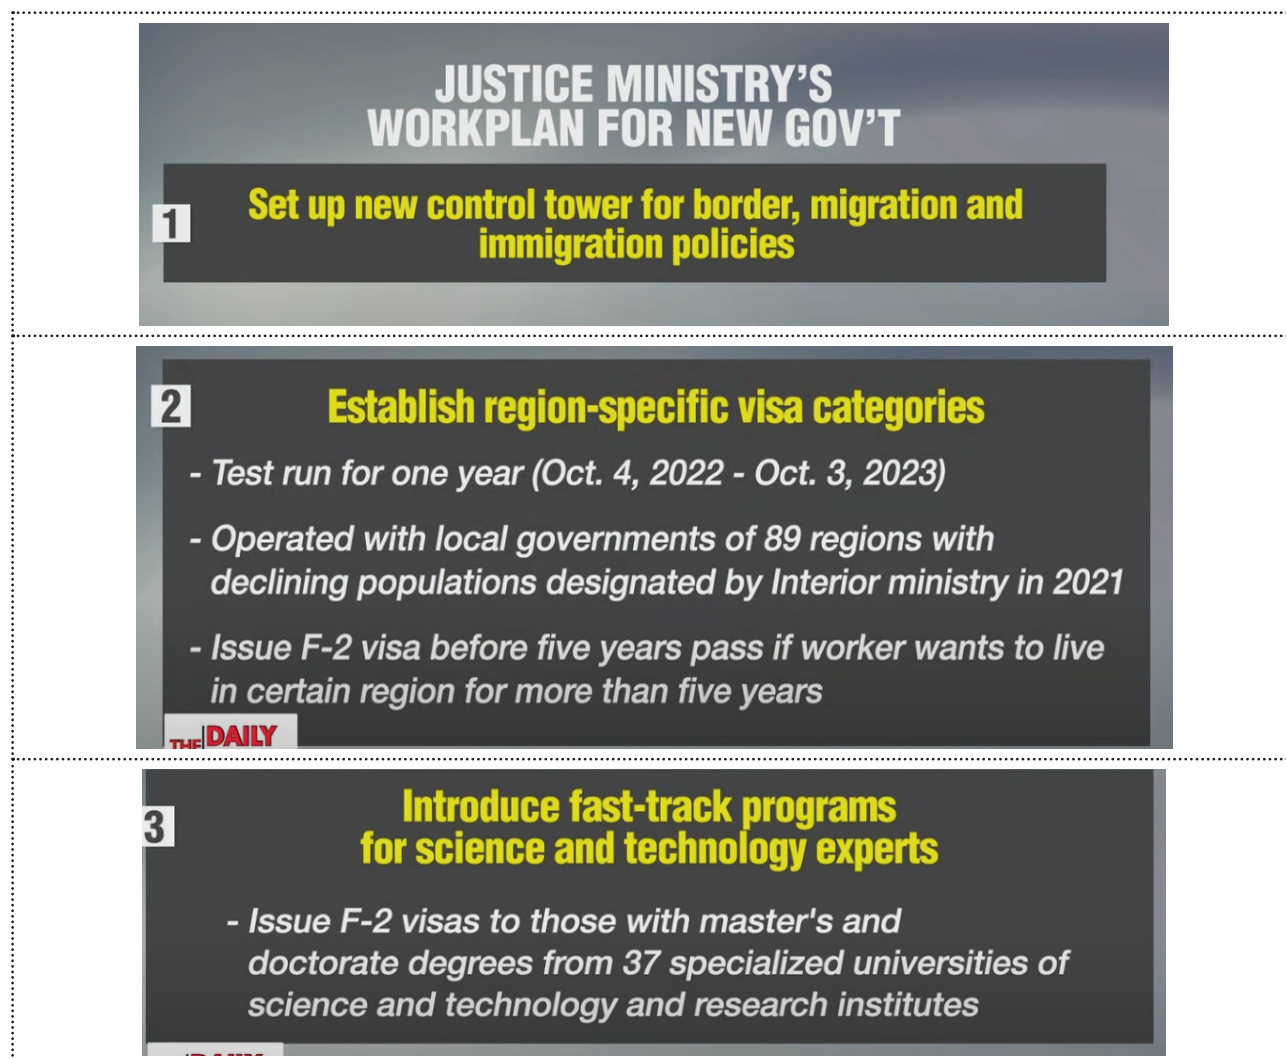 JUSTICE MINISTRY'S
WORKPLAN FOR NEW GOV'T
1
Set up new control tower for border, migration and
immigration policies
2
Establish region-specific visa categories
- Test run for one year (Oct. 4, 2022 - Oct. 3, 2023)
- Operated with local governments of 89 regions with
declining populations designated by Interior ministry in 2021
- Issue F-2 visa before five years pass if worker wants to live
in certain region for more than five years
THE DAILY
3
Introduce fast-track programs
for science and technology experts
- Issue F-2 visas to those with master's and
doctorate degrees from 37 specialized universities of
science and technology and research institutes
DAILY